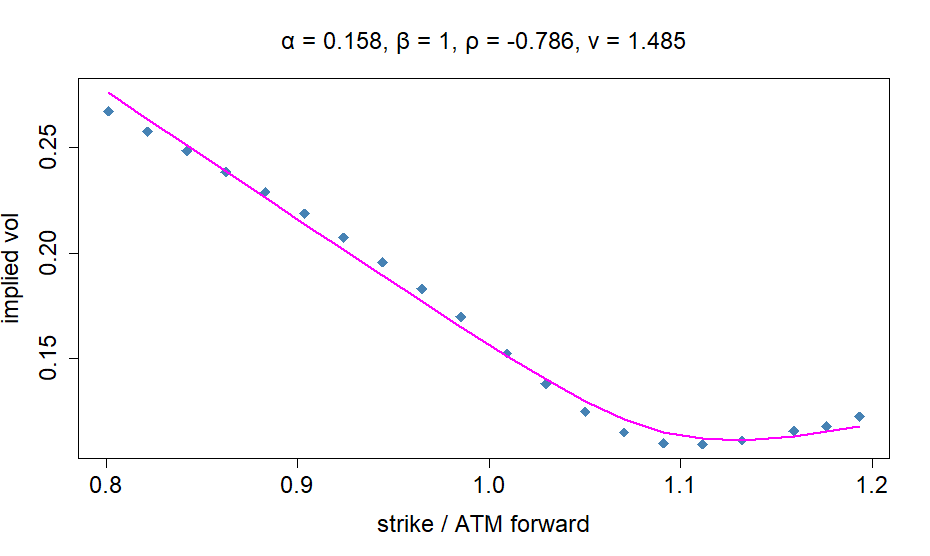 α = 0.158, β = 1, ρ = -0.786, ν = 1.485
0.25
0.20
0.15
implied vol
0.8 0.9 1.0 1.1 1.2
strike / ATM forward